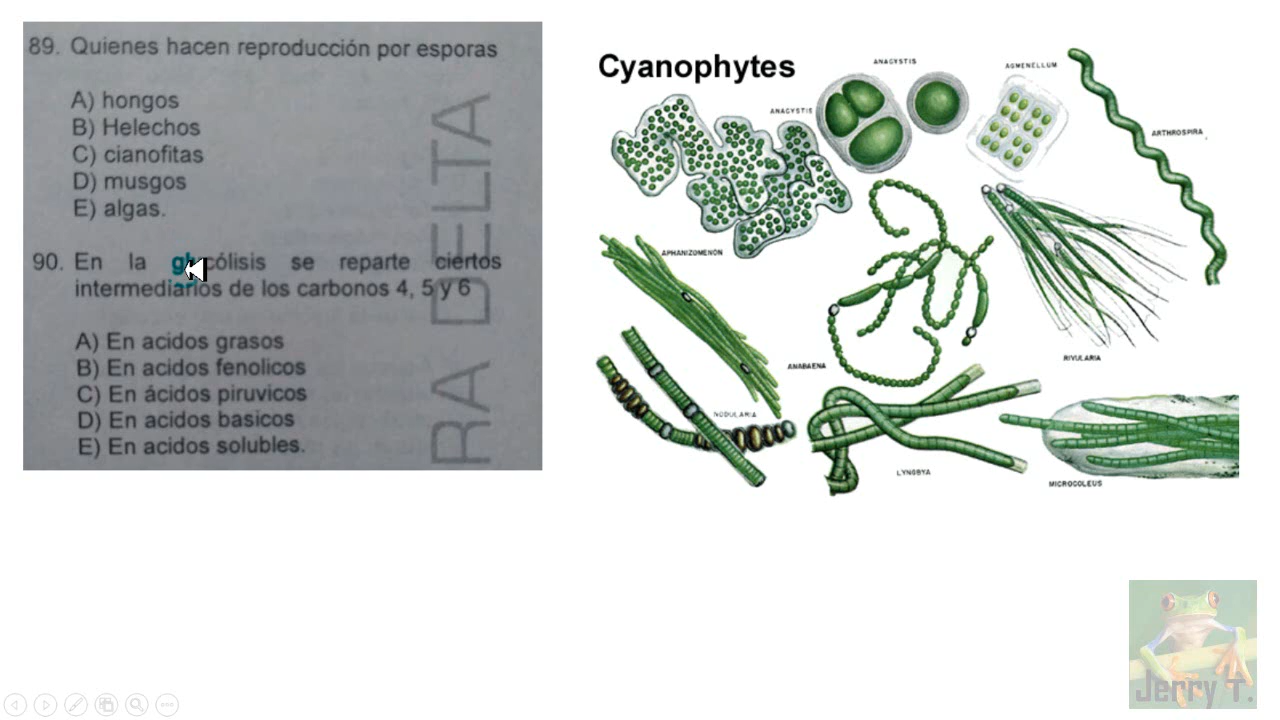 89. Quienes hacen reproducción por esporas
A) hongos
B) Helechos
C) cianofitas
D) musgos
E) algas.
90. En la glucólisis se reparte ciertos
intermediarios de los carbonos 4, 5 y 6
A) En acidos grasos
B) En acidos fenolicos
C) En ácidos piruvicos
D) En acidos basicos
E) En acidos solubles.
RA DELTA
Cyanophytes
ANACYSTIS
AGMENELLUM
ANACYSTIS
ARTHROSPIRA
APHANIZOMENON
ANABAENA
RIVULARIA
NODULARIA
LYNGBYA
MICROCOLEUS
Jerry T.